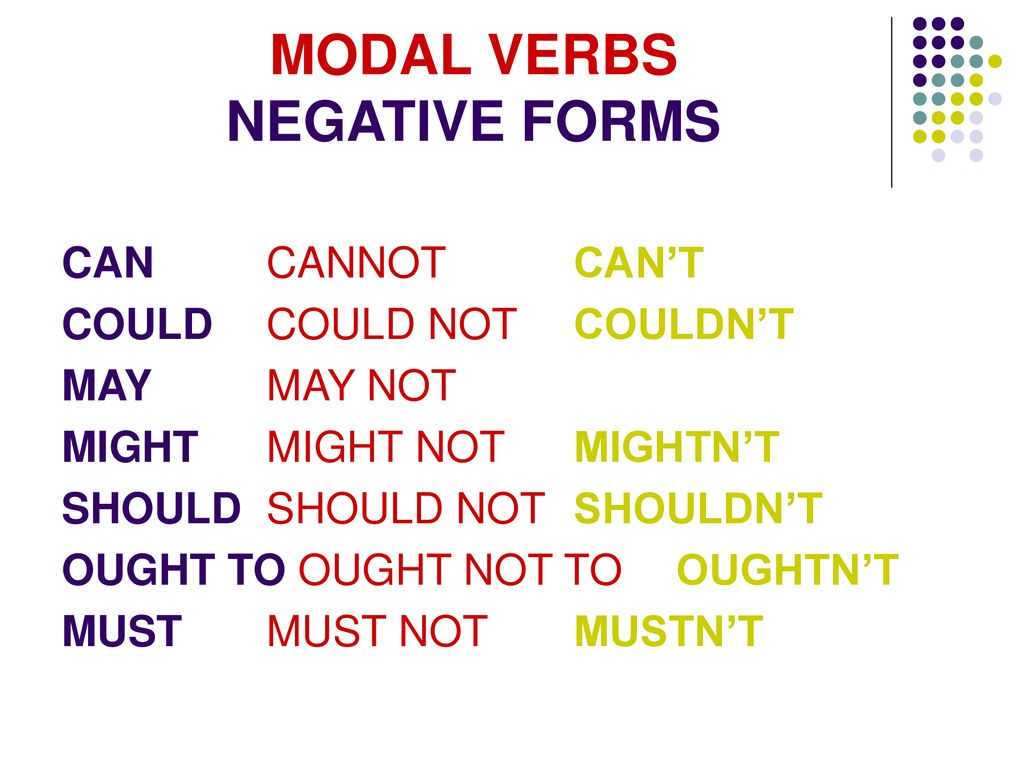 MODAL VERBS
NEGATIVE FORMS
CAN CANNOT CAN’T
COULD COULD NOT COULDN’T
MAY MAY NOT
MIGHT MIGHT NOT MIGHTN’T
SHOULD SHOULD NOT SHOULDN’T
OUGHT TO OUGHT NOT TO OUGHTN’T
MUST MUST NOT MUSTN’T